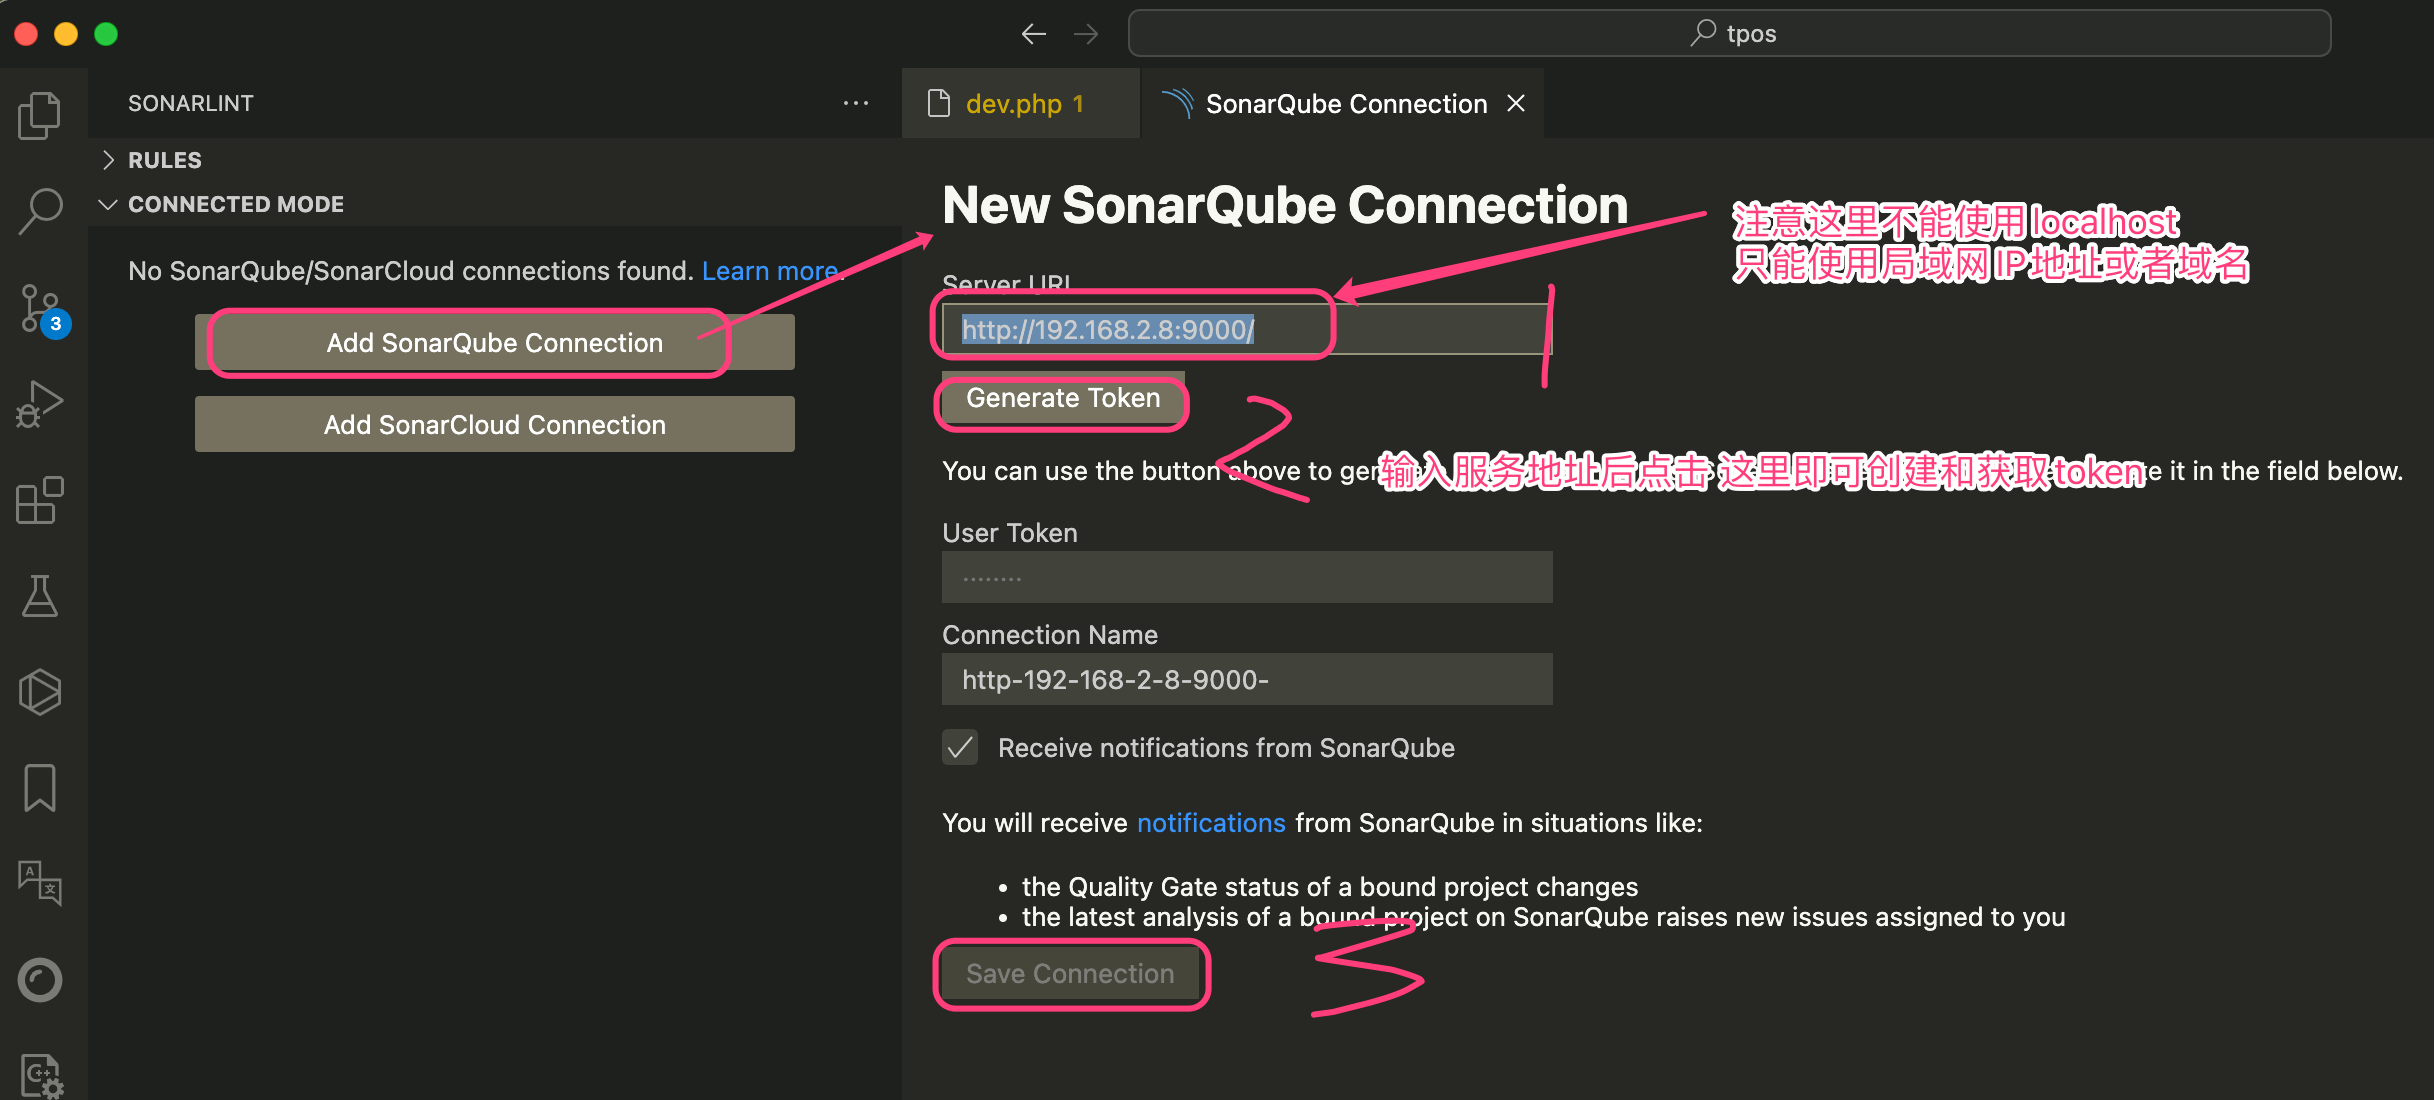 tpos
SONARLINT
dev.php 1
SonarQube Connection
RULES
CONNECTED MODE
No SonarQube/SonarCloud connections found. Learn more.
Add SonarQube Connection
Add SonarCloud Connection
3
New SonarQube Connection
注意这里不能使用localhost
只能使用局域网IP地址或者域名
Server URL
http://192.168.2.8:9000/
1
Generate Token
2
You can use the button above to
输入服务地址后点击 这里即可创建和获取token
it in the field below.
User Token
Connection Name
http-192-168-2-8-9000-
Receive notifications from SonarQube
You will receive notifications from SonarQube in situations like:
• the Quality Gate status of a bound project changes
• the latest analysis of a bound project on SonarQube raises new issues assigned to you
Save Connection
3